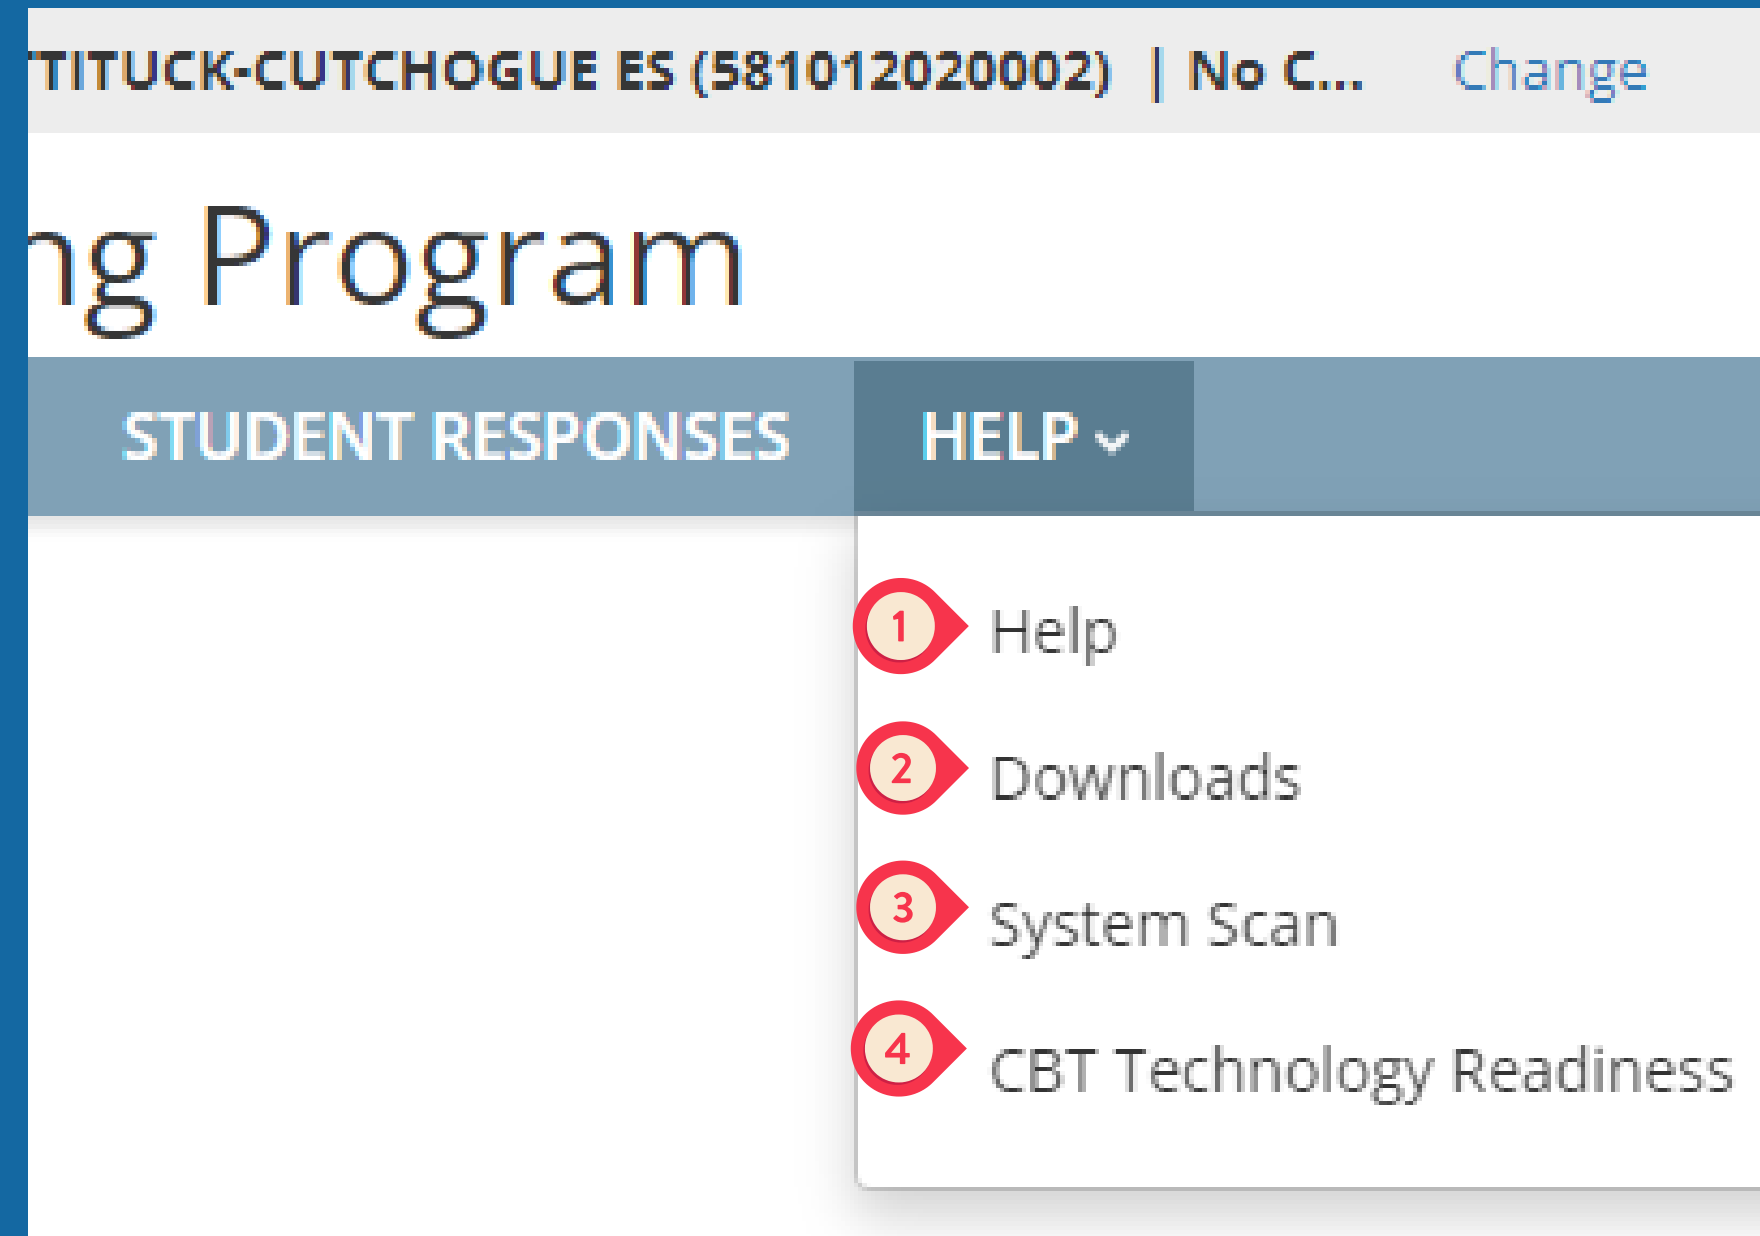 TTITUCK-CUTCHOGUE ES (581012020002) | No C... Change
ng Program
STUDENT RESPONSES HELP
1 Help
2 Downloads
3 System Scan
4 CBT Technology Readiness